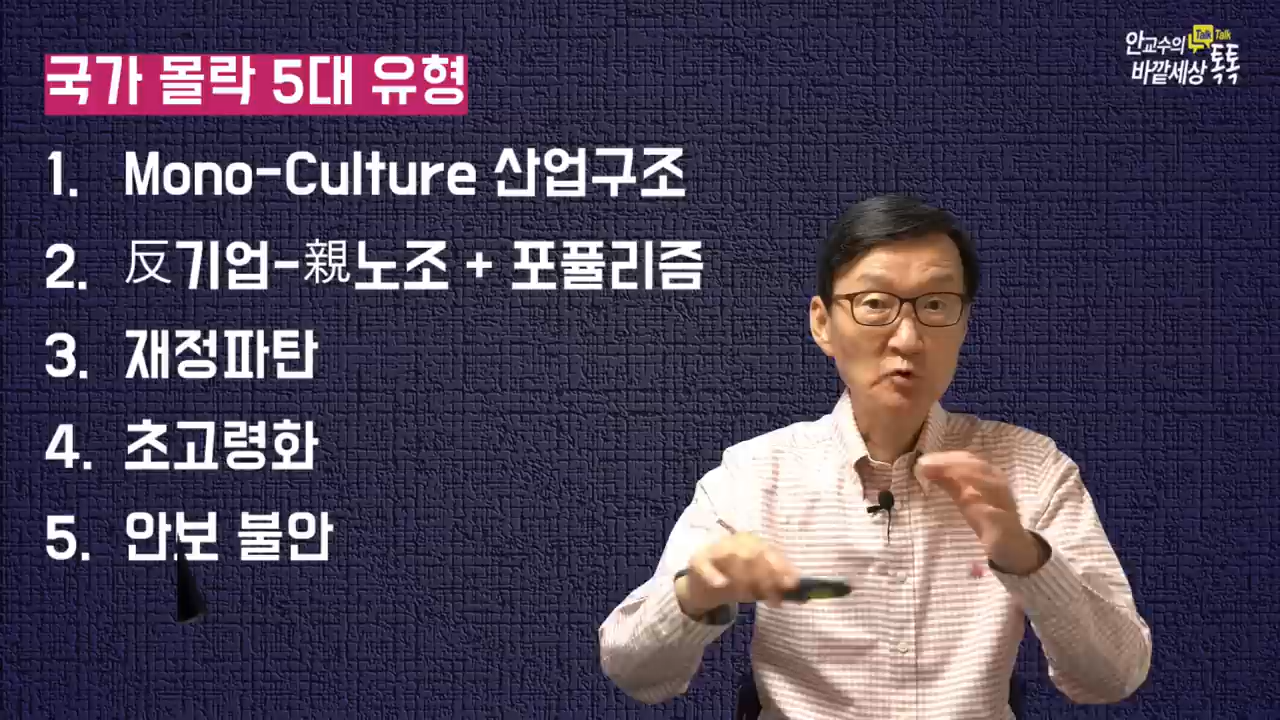 국가 몰락 5대 유형
1. Mono-Culture 산업구조
2. 反기업-親노조 + 포퓰리즘
3. 재정파탄
4. 초고령화
5. 안보 불안
안교수의 Talk Talk
바깥세상 톡톡